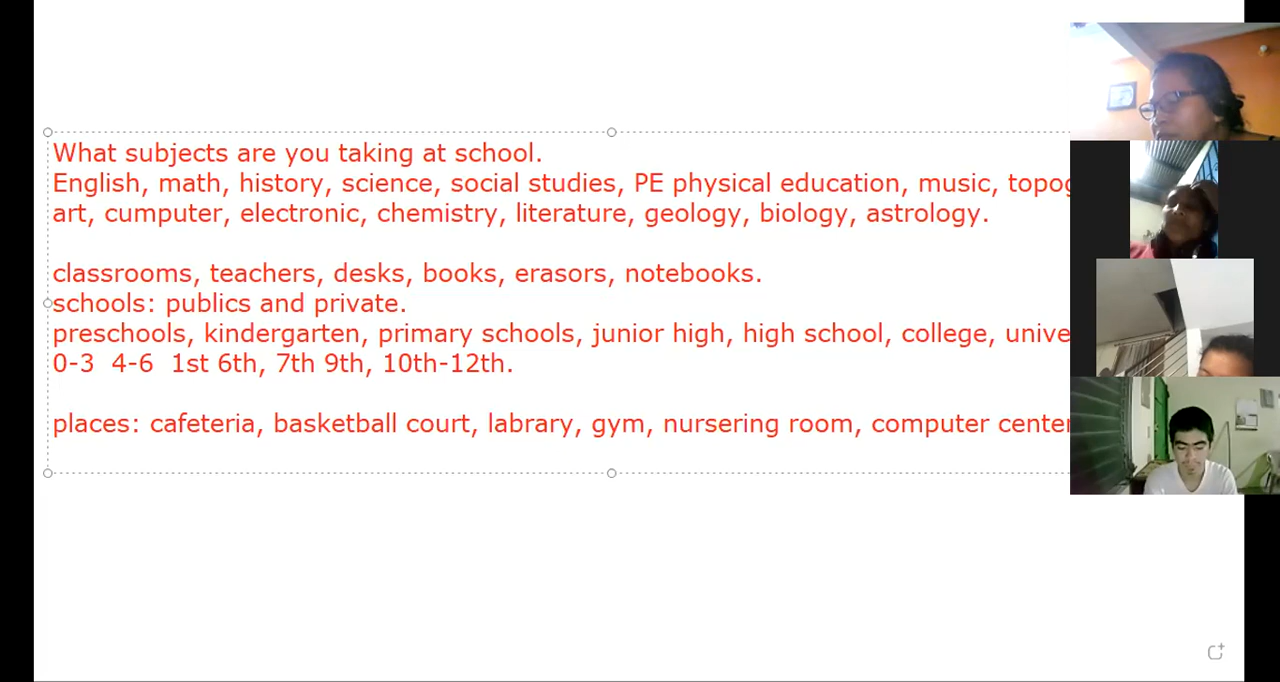 What subjects are you taking at school.
English, math, history, science, social studies, PE physical education, music,
art, cumputer, electronic, chemistry, literature, geology, biology, astrology.
classrooms, teachers, desks, books, erasors, notebooks.
schools: publics and private.
preschools, kindergarten, primary schools, junior high, high school, college,
0-3 4-6 1st 6th, 7th 9th, 10th-12th.
places: cafeteria, basketball court, labrary, gym, nursering room, computer center